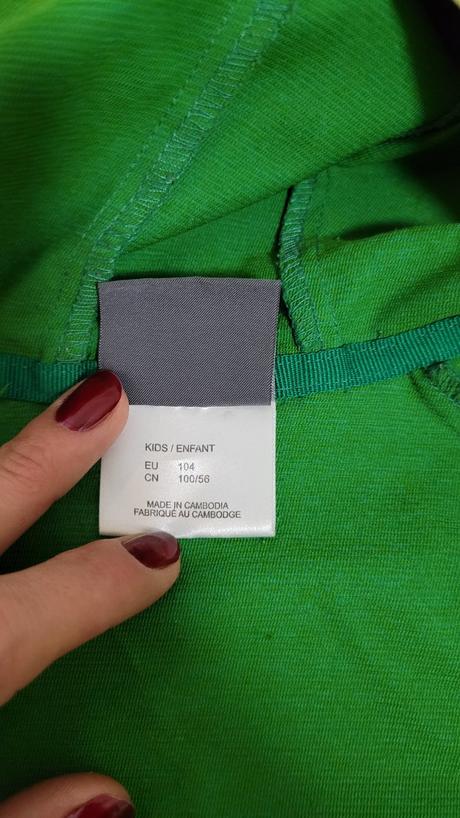 KIDS / ENFANT
EU 104
CN 100/56
MADE IN CAMBODIA
FABRIQUÉ AU CAMBODGE